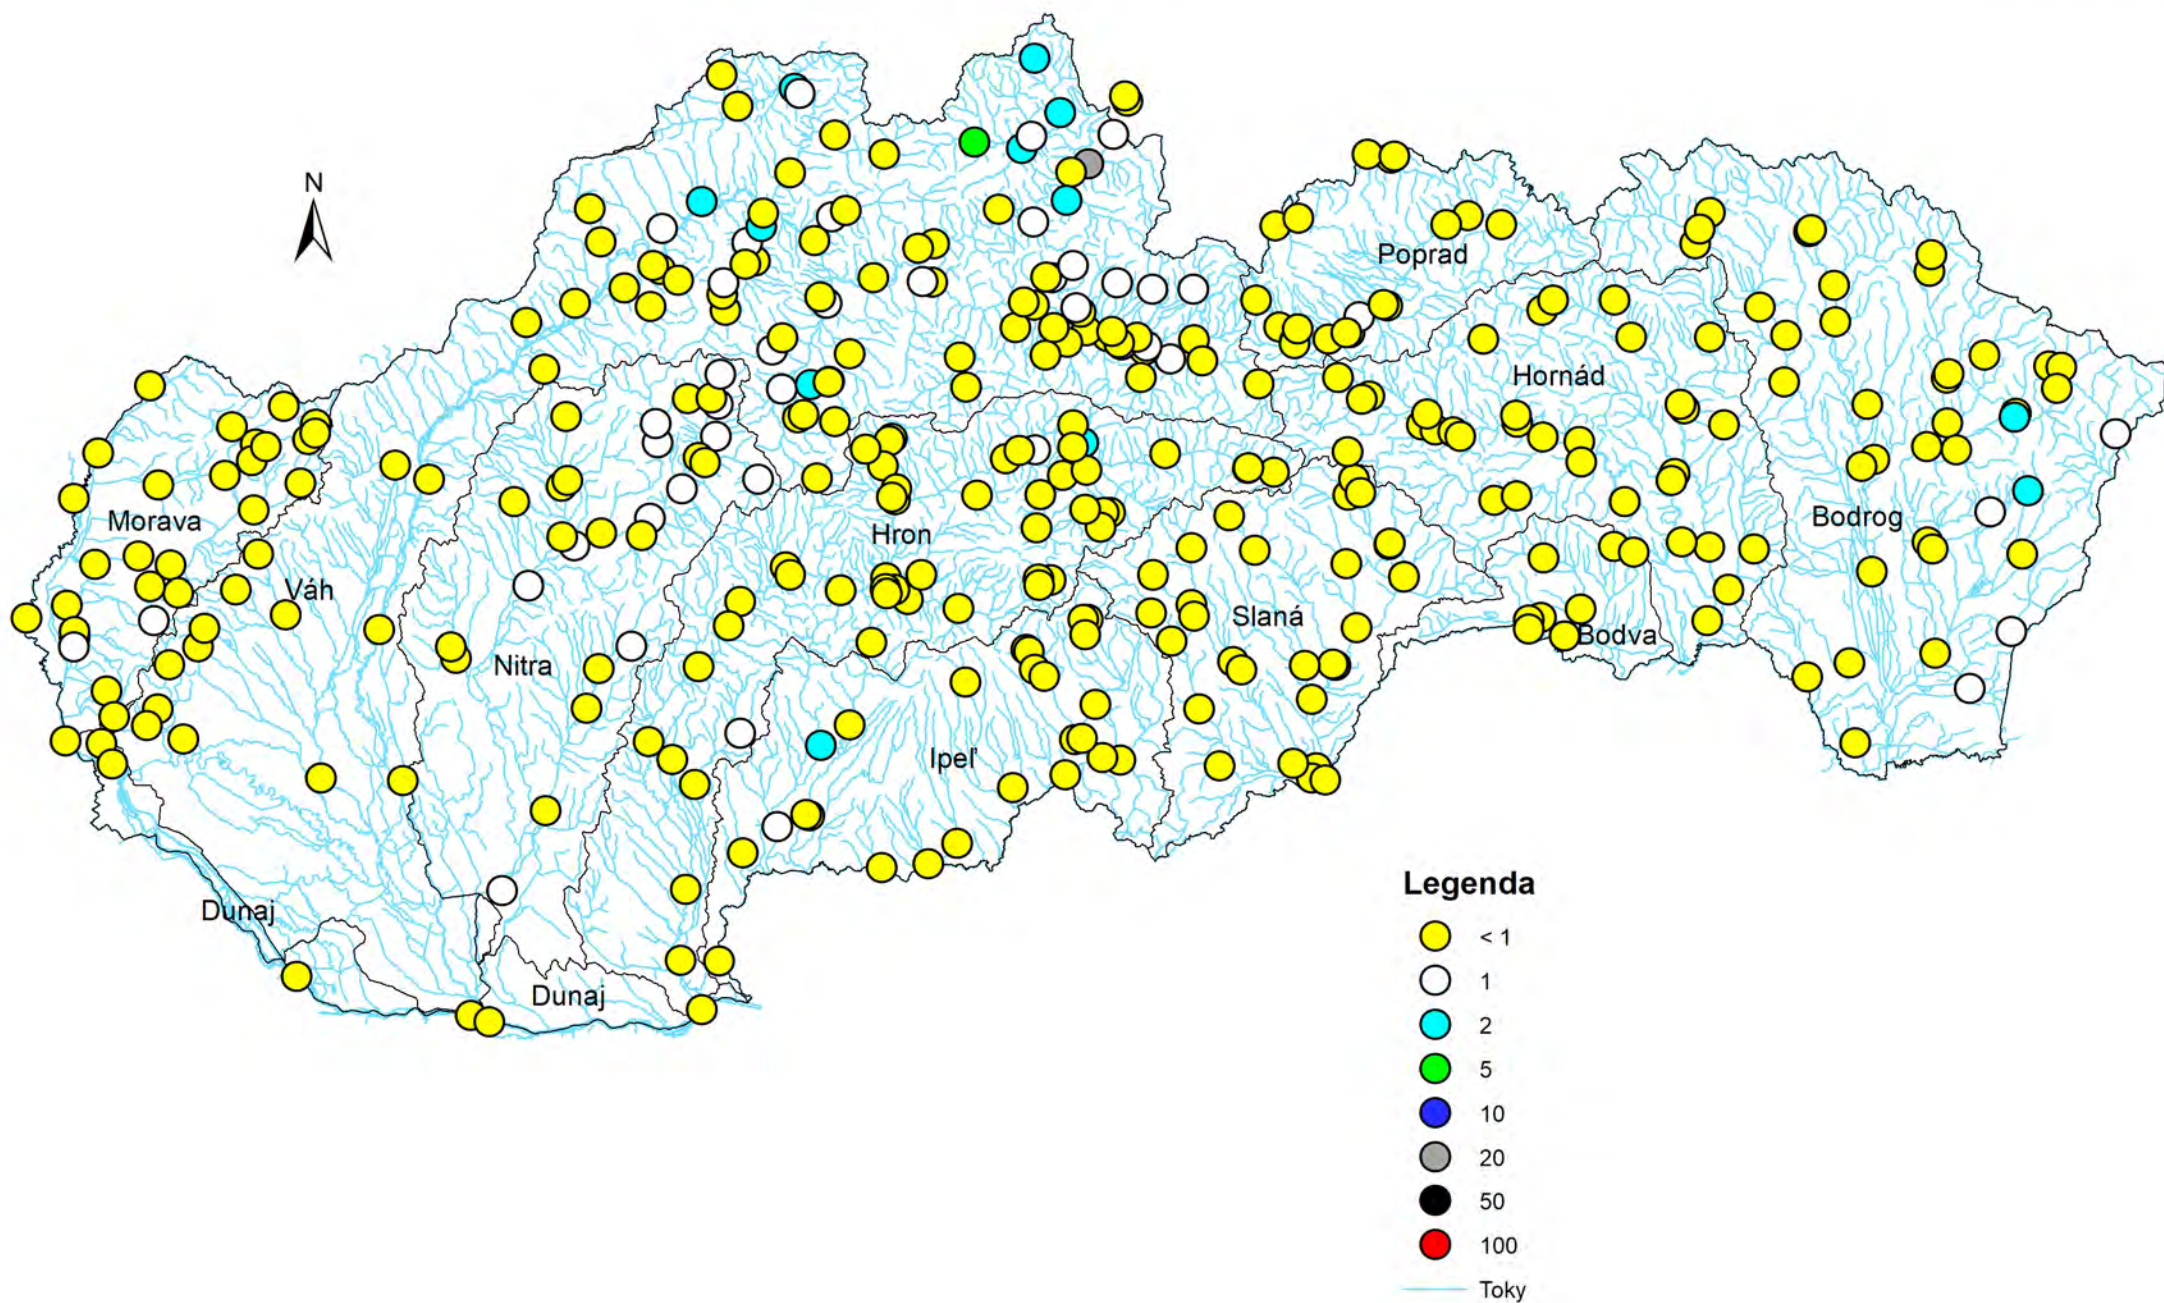 N
Poprad
Hornád
Morava
Hron
Bodrog
Váh
Slaná
Bodva
Nitra
Ipeľ
Dunaj
Dunaj
Legenda
< 1
1
2
5
10
20
50
100
Toky